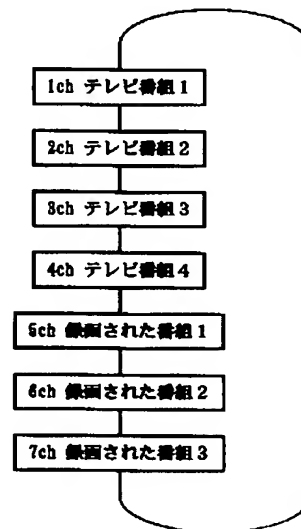 1ch テレビ番組1
2ch テレビ番組2
3ch テレビ番組3
4ch テレビ番組4
5ch 録画された番組1
6ch 録画された番組2
7ch 録画された番組3